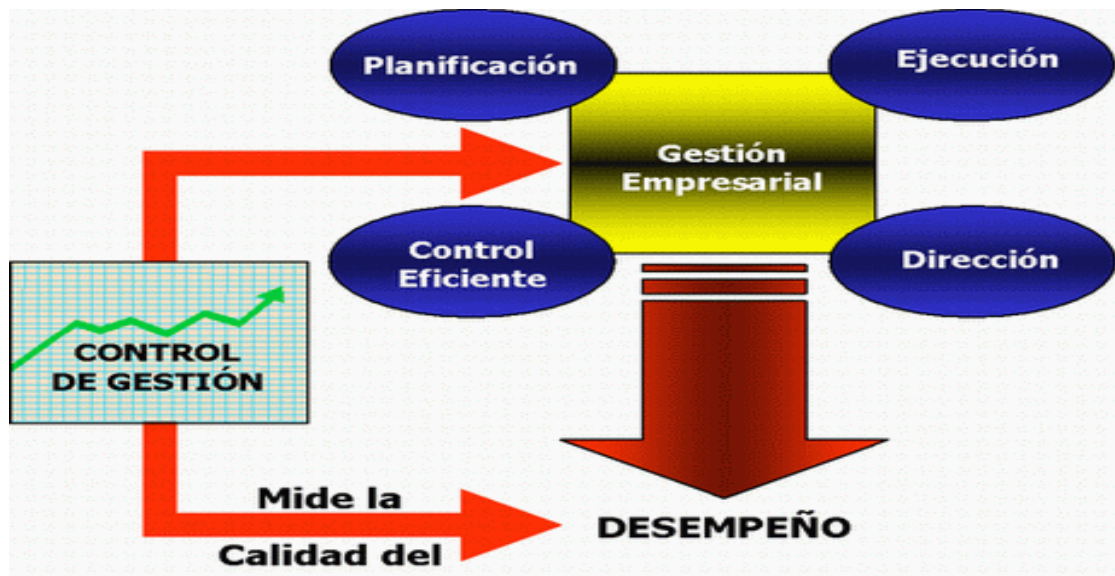 Planificación
Ejecución
Gestión
Empresarial
Control
Eficiente
Dirección
CONTROL
DE GESTIÓN
Mide la
Calidad del
DESEMPEÑO